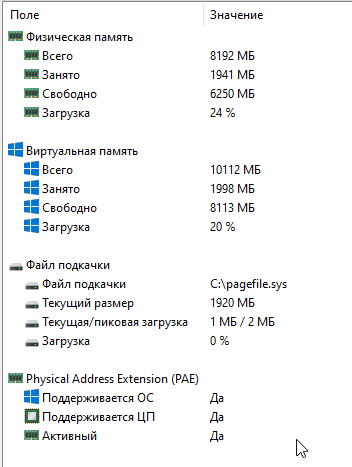 Поле Значение
Физическая память
Всего 8192 МБ
Занято 1941 МБ
Свободно 6250 МБ
Загрузка 24 %
Виртуальная память
Всего 10112 МБ
Занято 1998 МБ
Свободно 8113 МБ
Загрузка 20 %
Файл подкачки
Файл подкачки C:\pagefile.sys
Текущий размер 1920 МБ
Текущая/пиковая загрузка 1 МБ / 2 МБ
Загрузка 0 %
Physical Address Extension (PAE)
Поддерживается ОС Да
Поддерживается ЦП Да
Активный Да